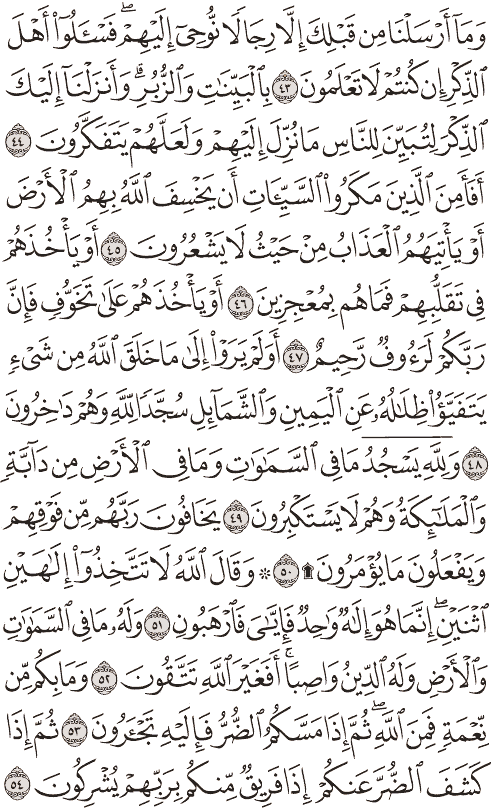 وَمَآ أَرْسَلْنَا مِن قَبْلِكَ إِلَّا رِجَالًا نُّوحِىٓ إِلَيْهِمْ ۖ فَسْـَٔلُوٓا۟ أَهْلَ
ٱلذِّكْرِ إِن كُنتُمْ لَا تَعْلَمُونَ ٤٣ بِٱلْبَيِّنَـٰتِ وَٱلزُّبُرِ ۗ وَأَنزَلْنَآ إِلَيْكَ
ٱلذِّكْرَ لِتُبَيِّنَ لِلنَّاسِ مَا نُزِّلَ إِلَيْهِمْ وَلَعَلَّهُمْ يَتَفَكَّرُونَ ٤٤
أَفَأَمِنَ ٱلَّذِينَ مَكَرُوا۟ ٱلسَّيِّـَٔاتِ أَن يَخْسِفَ ٱللَّهُ بِهِمُ ٱلْأَرْضَ
أَوْ يَأْتِيَهُمُ ٱلْعَذَابُ مِنْ حَيْثُ لَا يَشْعُرُونَ ٤٥ أَوْ يَأْخُذَهُمْ
فِى تَقَلُّبِهِمْ فَمَا هُم بِمُعْجِزِينَ ٤٦ أَوْ يَأْخُذَهُمْ عَلَىٰ تَخَوُّفٍ فَإِنَّ
رَبَّكُمْ لَرَءُوفٌ رَّحِيمٌ ٤٧ أَوَلَمْ يَرَوْا۟ إِلَىٰ مَا خَلَقَ ٱللَّهُ مِن شَىْءٍ
يَتَفَيَّؤُا۟ ظِلَـٰلُهُۥ عَنِ ٱلْيَمِينِ وَٱلشَّمَآئِلِ سُجَّدًا لِّلَّهِ وَهُمْ دَٰخِرُونَ
٤٨ وَلِلَّهِ يَسْجُدُ مَا فِى ٱلسَّمَـٰوَٰتِ وَمَا فِى ٱلْأَرْضِ مِن دَآبَّةٍ
وَٱلْمَلَـٰٓئِكَةُ وَهُمْ لَا يَسْتَكْبِرُونَ ٤٩ يَخَافُونَ رَبَّهُم مِّن فَوْقِهِمْ
وَيَفْعَلُونَ مَا يُؤْمَرُونَ ۩ ٥٠ ۞ وَقَالَ ٱللَّهُ لَا تَتَّخِذُوٓا۟ إِلَـٰهَيْنِ
ٱثْنَيْنِ ۖ إِنَّمَا هُوَ إِلَـٰهٌ وَٰحِدٌ فَإِيَّـٰىَ فَٱرْهَبُونِ ٥١ وَلَهُۥ مَا فِى ٱلسَّمَـٰوَٰتِ
وَٱلْأَرْضِ وَلَهُ ٱلدِّينُ وَاصِبًا ۚ أَفَغَيْرَ ٱللَّهِ تَتَّقُونَ ٥٢ وَمَا بِكُم مِّن
نِّعْمَةٍ فَمِنَ ٱللَّهِ ۖ ثُمَّ إِذَا مَسَّكُمُ ٱلضُّرُّ فَإِلَيْهِ تَجْـَٔرُونَ ٥٣ ثُمَّ إِذَا
كَشَفَ ٱلضُّرَّ عَنكُمْ إِذَا فَرِيقٌ مِّنكُم بِرَبِّهِمْ يُشْرِكُونَ ٥٤